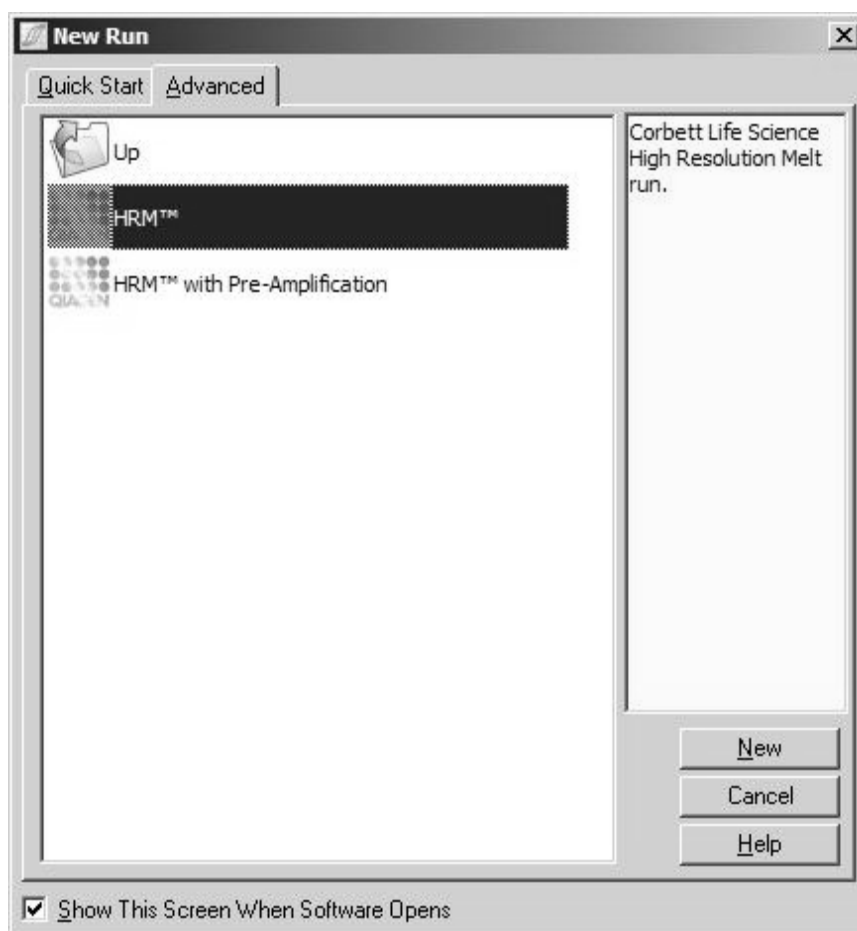 New Run
Quick Start
Advanced
Up
HRM™
QIAGEN
HRM™ with Pre-Amplification
Corbett Life Science
High Resolution Melt
run.
New
Cancel
Help
Show This Screen When Software Opens